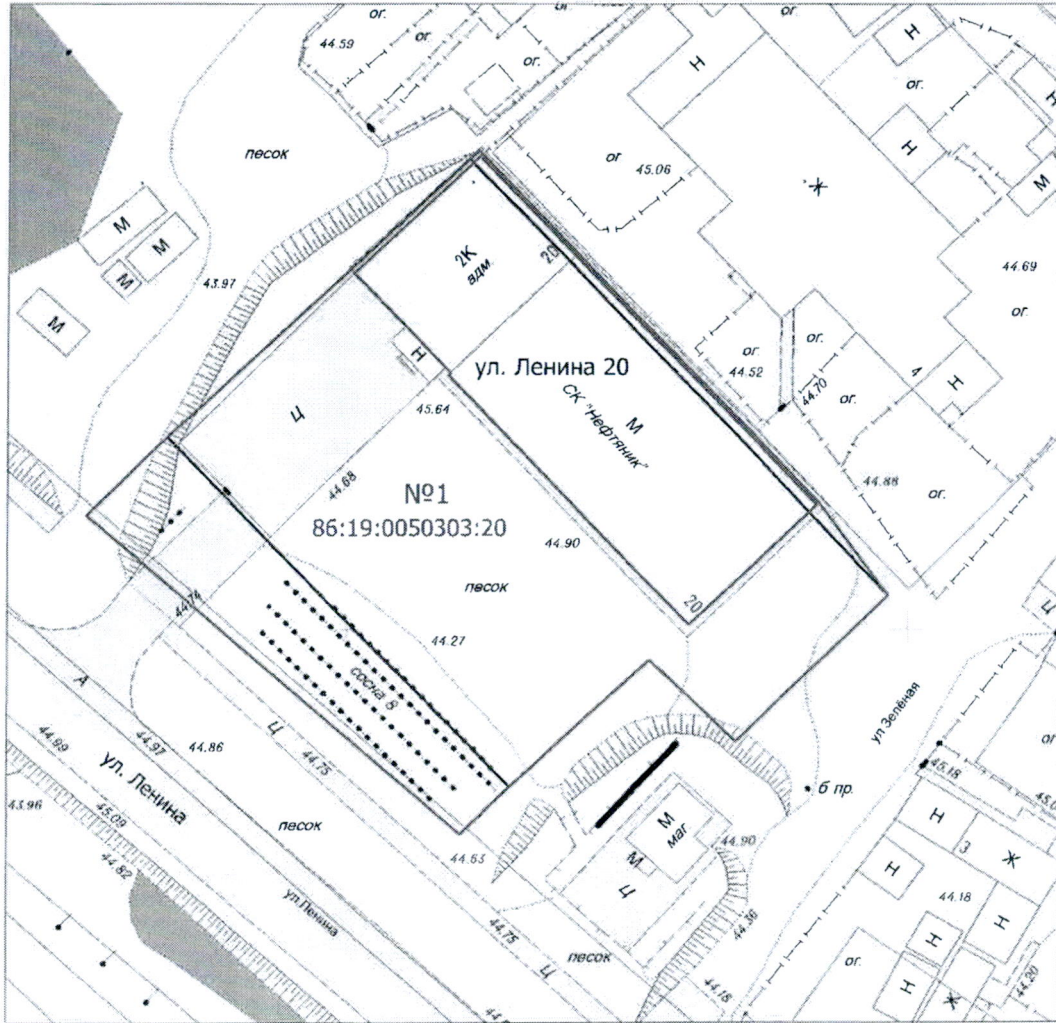 ог.
44.59
ог.
ог.
ог.
Н
Н
ог.
Н
Н
М
песок
ог
45.06
Ж
М
М
М
М
43.97
2К
вдм.
20
44.69
ог.
Н
ул. Ленина 20
СК "Нефтяник"
М
ог.
44.52
ог.
44.70
ог.
4
Н
Ц
45.64
44.68
№1
86:19:0050303:20
44.90
44.88
ог.
песок
20
44.74
44.27
сосна 8
Ц
А
Ц
44.99
44.97
44.86
44.75
ул. Ленина
ул Зелёная
43.96
45.09
44.82
песок
44.63
б пр.
45.18
М
маг.
М
44.90
Ц
Н
3
Ж
Н
44.18
Н
Н
ул.Ленина
44.75
Ц
44.36
песок
44.18
ог.
Н
Ж
44.20